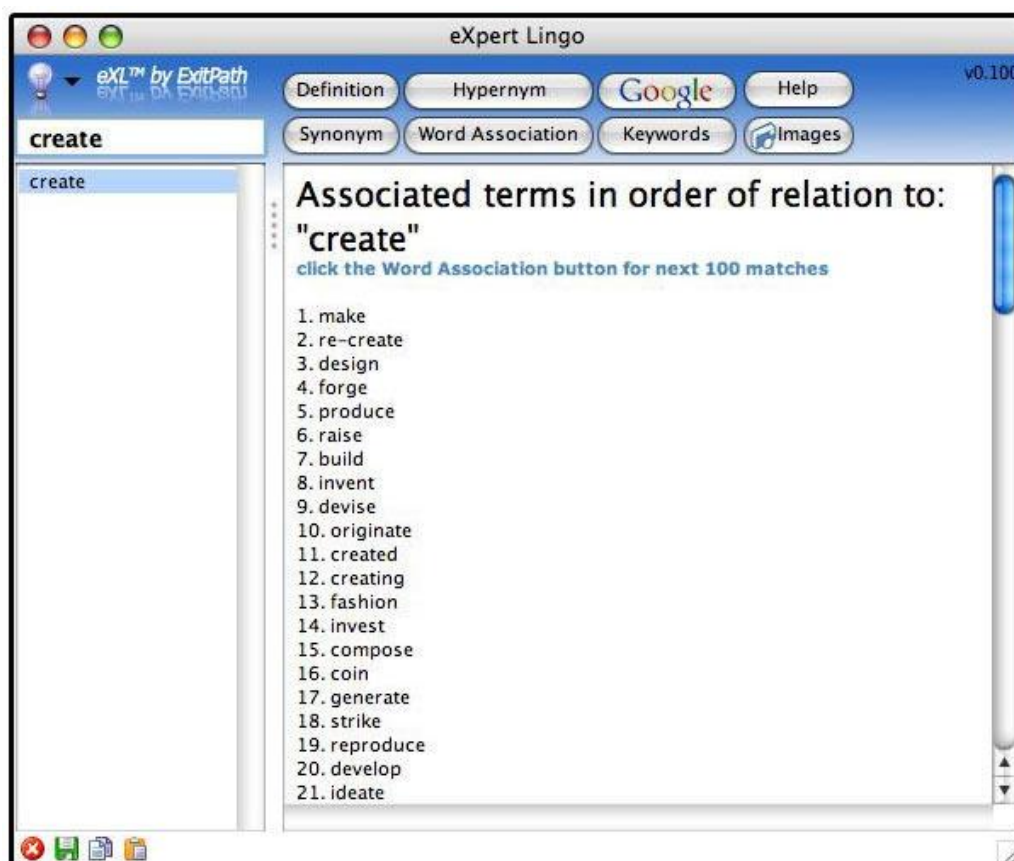 eXpert Lingo
eXL™ by ExitPath
v0.100
Definition
Hypernym
Google
Help
create
Synonym
Word Association
Keywords
Images
create
Associated terms in order of relation to:
"create"
click the Word Association button for next 100 matches
1. make
2. re-create
3. design
4. forge
5. produce
6. raise
7. build
8. invent
9. devise
10. originate
11. created
12. creating
13. fashion
14. invest
15. compose
16. coin
17. generate
18. strike
19. reproduce
20. develop
21. ideate